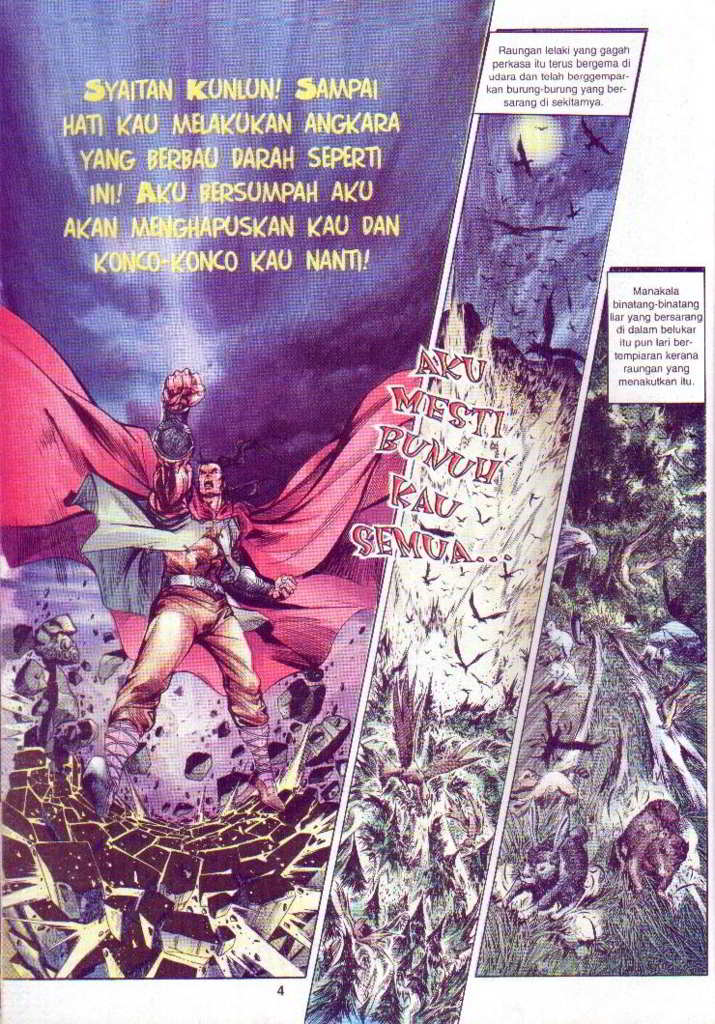 SYAITAN KUNLUN! SAMPAI
HATI KAU MELAKUKAN ANGKARA
YANG BERBAU DARAH SEPERTI
INI! AKU BERSUMPAH AKU
AKAN MENGHAPUSKAN KAU DAN
KONCO-KONCO KAU NANTI!
AKU
MESTI
BUNUH
KAU
SEMUA...
Raungan lelaki yang gagah
perkasa itu terus bergema di
udara dan telah berggempar-
kan burung-burung yang ber-
sarang di sekitarnya.
Manakala
binatang-binatang
liar yang bersarang
di dalam belukar
itu pun lari ber-
tempiaran kerana
raungan yang
menakutkan itu.
4